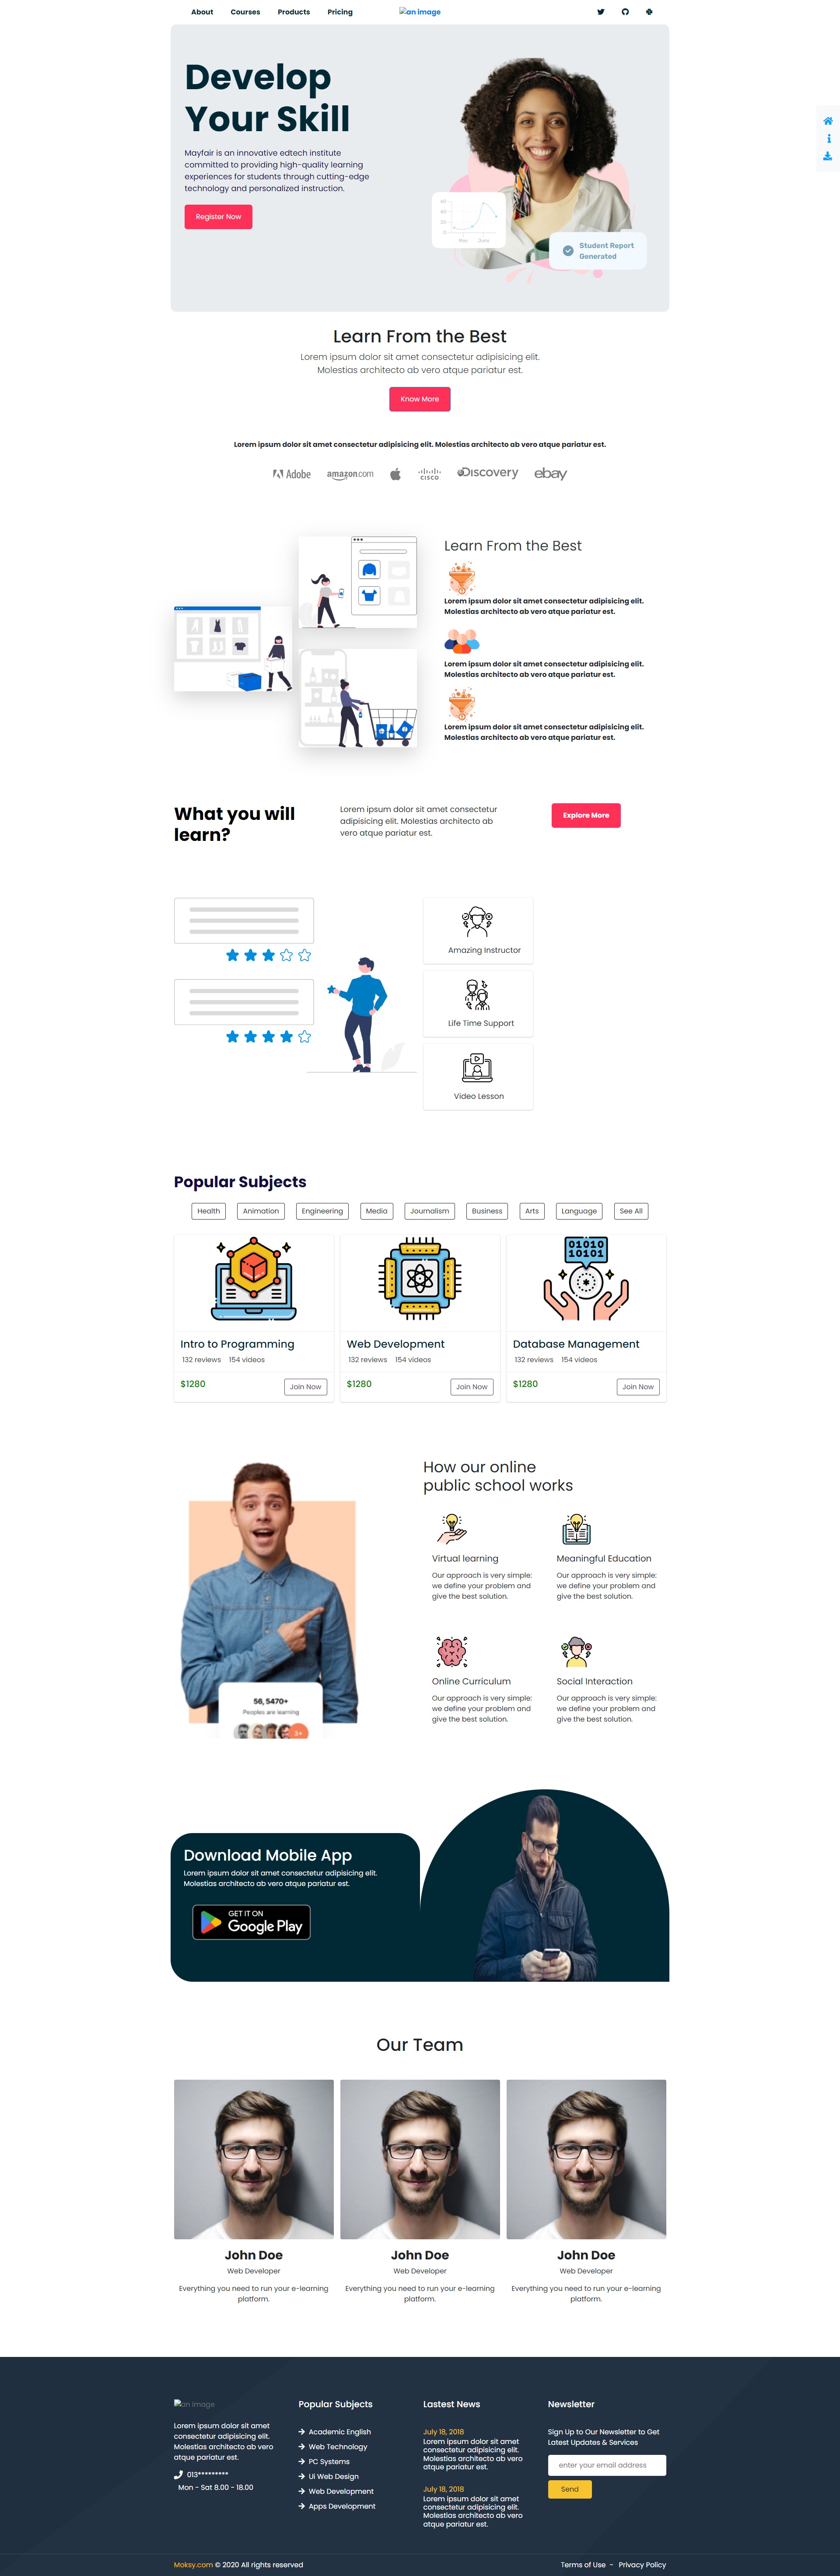 About Courses Products Pricing an image
Develop
Your Skill
Mayfair is an innovative edtech institute
committed to providing high-quality learning
experiences for students through cutting-edge
technology and personalized instruction.
Register Now
40
30
20
0
May June
Student Report
Generated
Learn From the Best
Lorem ipsum dolor sit amet consectetur adipisicing elit.
Molestias architecto ab vero atque pariatur est.
Know More
Lorem ipsum dolor sit amet consectetur adipisicing elit. Molestias architecto ab vero atque pariatur est.
Adobe amazon.com CISCO Discovery ebay
Learn From the Best
Lorem ipsum dolor sit amet consectetur adipisicing elit.
Molestias architecto ab vero atque pariatur est.
Lorem ipsum dolor sit amet consectetur adipisicing elit.
Molestias architecto ab vero atque pariatur est.
Lorem ipsum dolor sit amet consectetur adipisicing elit.
Molestias architecto ab vero atque pariatur est.
What you will
learn?
Lorem ipsum dolor sit amet consectetur
adipisicing elit. Molestias architecto ab
vero atque pariatur est.
Explore More
Amazing Instructor
Life Time Support
Video Lesson
Popular Subjects
Health Animation Engineering Media Journalism Business Arts Language See All
01010
10101
Intro to Programming
132 reviews 154 videos
$1280 Join Now
Web Development
132 reviews 154 videos
$1280 Join Now
Database Management
132 reviews 154 videos
$1280 Join Now
56, 5470+
Peoples are learning
3+
How our online
public school works
Virtual learning
Our approach is very simple:
we define your problem and
give the best solution.
Meaningful Education
Our approach is very simple:
we define your problem and
give the best solution.
Online Curriculum
Our approach is very simple:
we define your problem and
give the best solution.
Social Interaction
Our approach is very simple:
we define your problem and
give the best solution.
Download Mobile App
Lorem ipsum dolor sit amet consectetur adipisicing elit.
Molestias architecto ab vero atque pariatur est.
GET IT ON
Google Play
Our Team
John Doe
Web Developer
Everything you need to run your e-learning
platform.
John Doe
Web Developer
Everything you need to run your e-learning
platform.
John Doe
Web Developer
Everything you need to run your e-learning
platform.
an image
Lorem ipsum dolor sit amet
consectetur adipisicing elit.
Molestias architecto ab vero
atque pariatur est.
013*********
Mon - Sat 8.00 - 18.00
Popular Subjects
Academic English
Web Technology
PC Systems
Ui Web Design
Web Development
Apps Development
Lastest News
July 18, 2018
Lorem ipsum dolor sit amet
consectetur adipisicing elit.
Molestias architecto ab vero
atque pariatur est.
July 18, 2018
Lorem ipsum dolor sit amet
consectetur adipisicing elit.
Molestias architecto ab vero
atque pariatur est.
Newsletter
Sign Up to Our Newsletter to Get
Latest Updates & Services
enter your email address
Send
Moksy.com © 2020 All rights reserved
Terms of Use - Privacy Policy